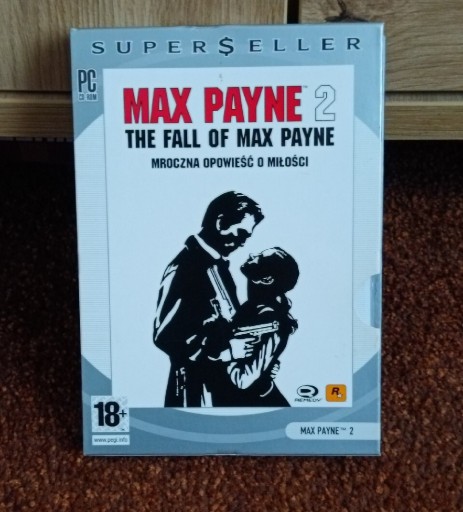 SUPER$ELLER
PC
CD-ROM
MAX PAYNE™ 2
THE FALL OF MAX PAYNE
MROCZNA OPOWIEŚĆ O MIŁOŚCI
REMEDY
R
18+
www.pegi.info
MAX PAYNE™ 2